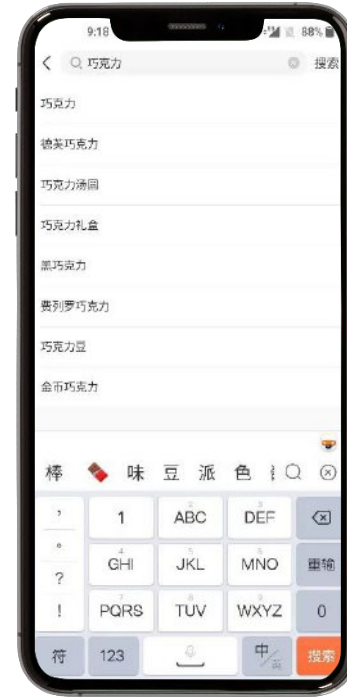 9:18 88%
巧克力 搜索
巧克力
德芙巧克力
巧克力汤圆
巧克力礼盒
黑巧克力
费列罗巧克力
巧克力豆
金币巧克力
棒 味 豆 派 色
， 1 ABC DEF
。 GHI JKL MNO 重输
?
! PQRS TUV WXYZ 0
符 123 中/英 搜索